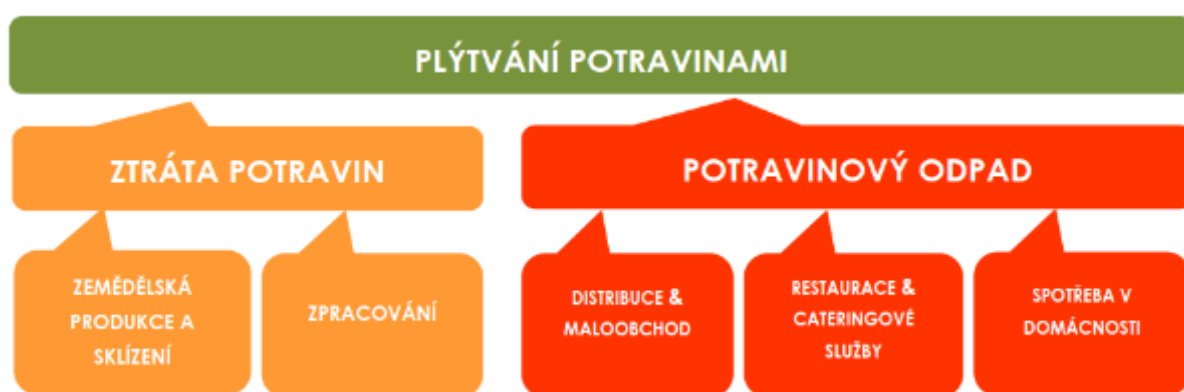 PLÝTVÁNÍ POTRAVINAMI
ZTRÁTA POTRAVIN
POTRAVINOVÝ ODPAD
ZEMĚDĚLSKÁ
PRODUKCE A
SKLÍZENÍ
ZPRACOVÁNÍ
DISTRIBUCE &
MALOOBCHOD
RESTAURACE &
CATERINGOVÉ
SLUŽBY
SPOTŘEBA V
DOMÁCNOSTI